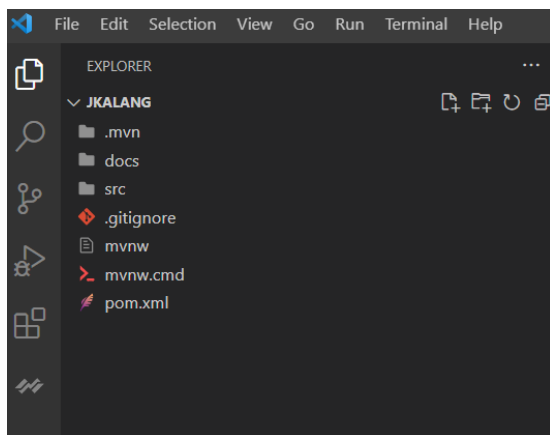 File Edit Selection View Go Run Terminal Help
EXPLORER
JKALANG
.mvn
docs
src
.gitignore
mvnw
mvnw.cmd
pom.xml